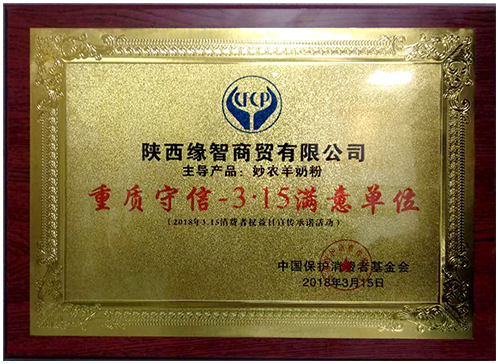 CFCP
陕西缘智商贸有限公司
主导产品：妙农羊奶粉
重质守信-3·15满意单位
（2018年3.15消费者权益日宣传承诺活动）
中国保护消费者基金会
2018年3月15日